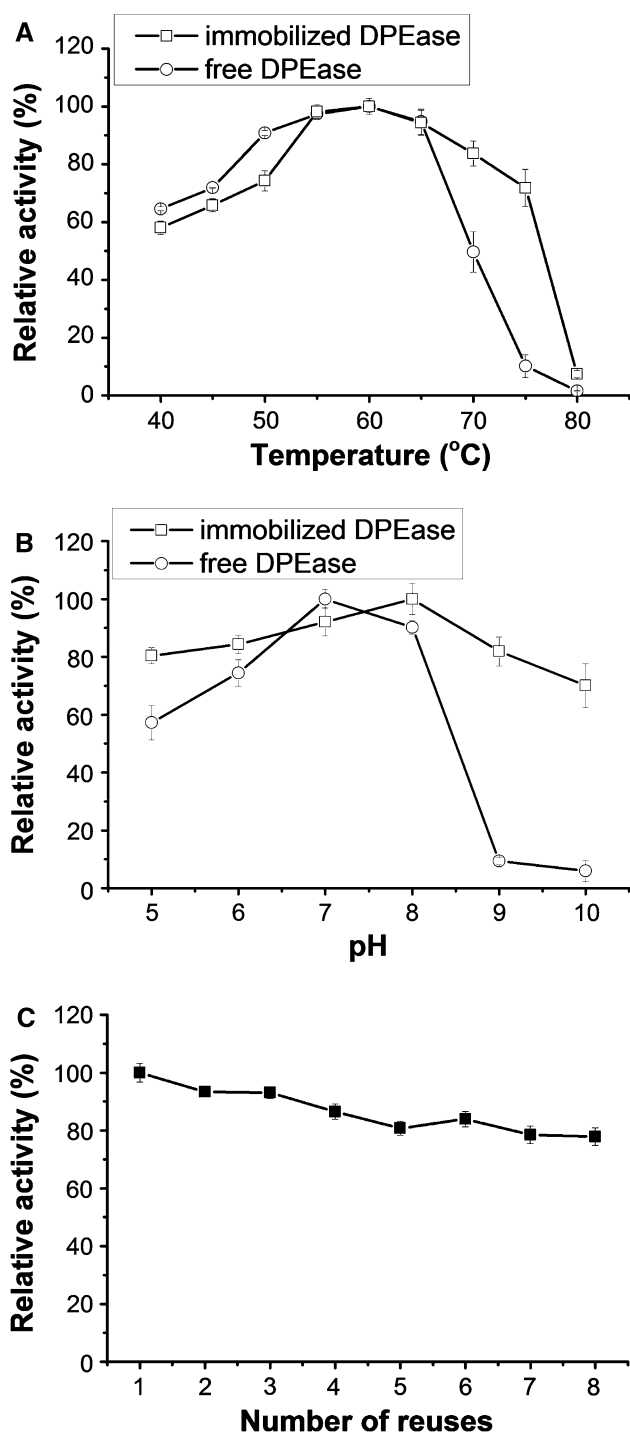 A
immobilized DPEase
free DPEase
120
100
80
60
40
20
0
Relative activity (%)
40 50 60 70 80
Temperature (°C)
B
immobilized DPEase
free DPEase
120
100
80
60
40
20
0
Relative activity (%)
5 6 7 8 9 10
pH
C
120
100
80
60
40
20
0
Relative activity (%)
1 2 3 4 5 6 7 8
Number of reuses